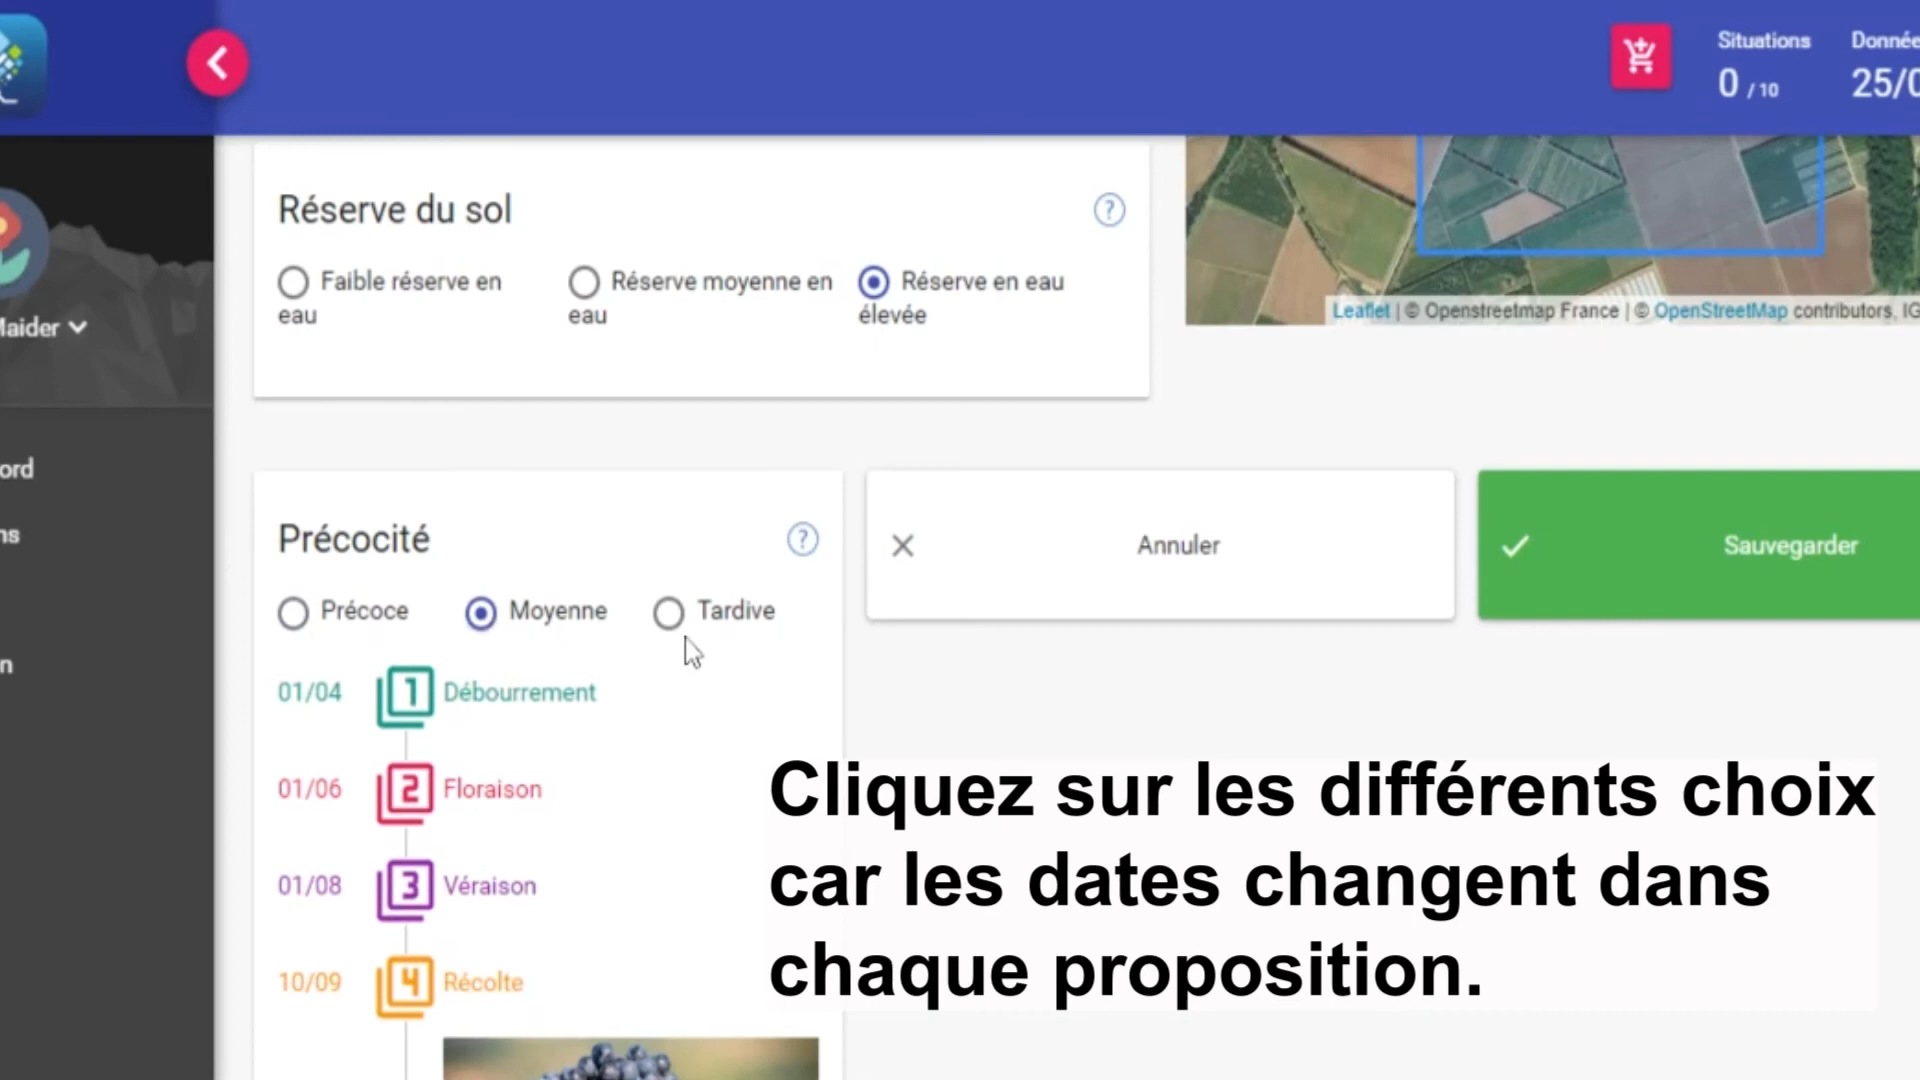 Situations
0 / 10
Réserve du sol
Faible réserve en
eau
Réserve moyenne en
eau
Réserve en eau
élevée
Leaflet | © Openstreetmap France | © OpenStreetMap contributors, IG
Précocité
Précoce
Moyenne
Tardive
01/04
1
Débourrement
01/06
2
Floraison
01/08
3
Véraison
10/09
4
Récolte
Annuler
Sauvegarder
Cliquez sur les différents choix
car les dates changent dans
chaque proposition.